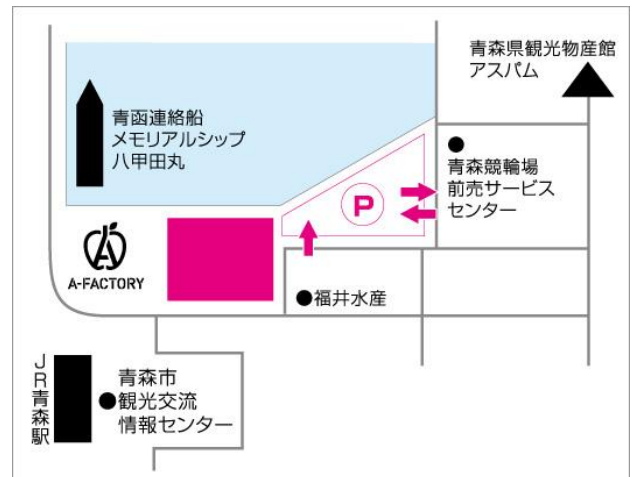 青森県観光物産館
アスパム
青函連絡船
メモリアルシップ
八甲田丸
青森競輪場
前売サービス
センター
P
A-FACTORY
福井水産
JR青森駅
青森市
観光交流
情報センター